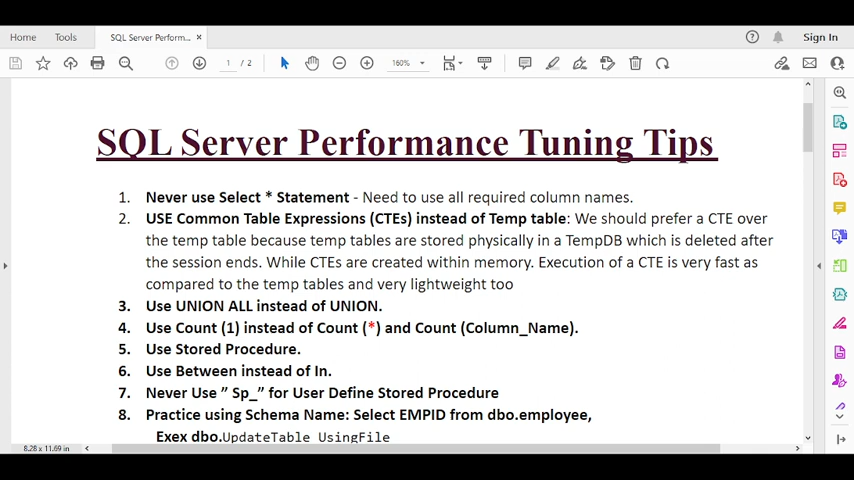 Home Tools SQL Server Perform... × Sign In
1 / 2 160%
SQL Server Performance Tuning Tips
1. Never use Select * Statement - Need to use all required column names.
2. USE Common Table Expressions (CTEs) instead of Temp table: We should prefer a CTE over
the temp table because temp tables are stored physically in a TempDB which is deleted after
the session ends. While CTEs are created within memory. Execution of a CTE is very fast as
compared to the temp tables and very lightweight too
3. Use UNION ALL instead of UNION.
4. Use Count (1) instead of Count (*) and Count (Column_Name).
5. Use Stored Procedure.
6. Use Between instead of In.
7. Never Use ” Sp_” for User Define Stored Procedure
8. Practice using Schema Name: Select EMPID from dbo.employee,
Exex dbo.UpdateTable_UsingFile
8.28 x 11.69 in